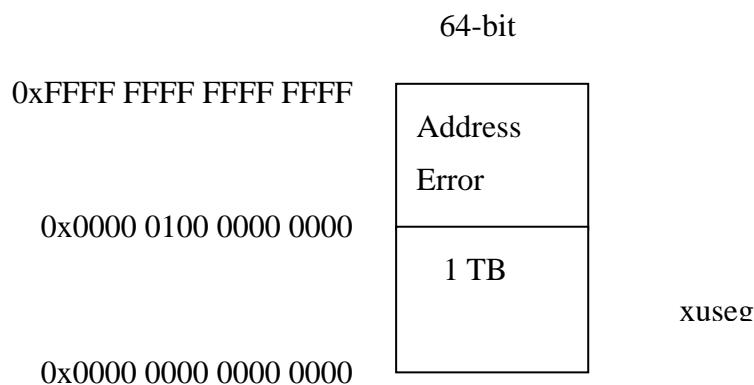 64-bit
0xFFFF FFFF FFFF FFFF
Address
Error
0x0000 0100 0000 0000
1 TB
xuseg
0x0000 0000 0000 0000